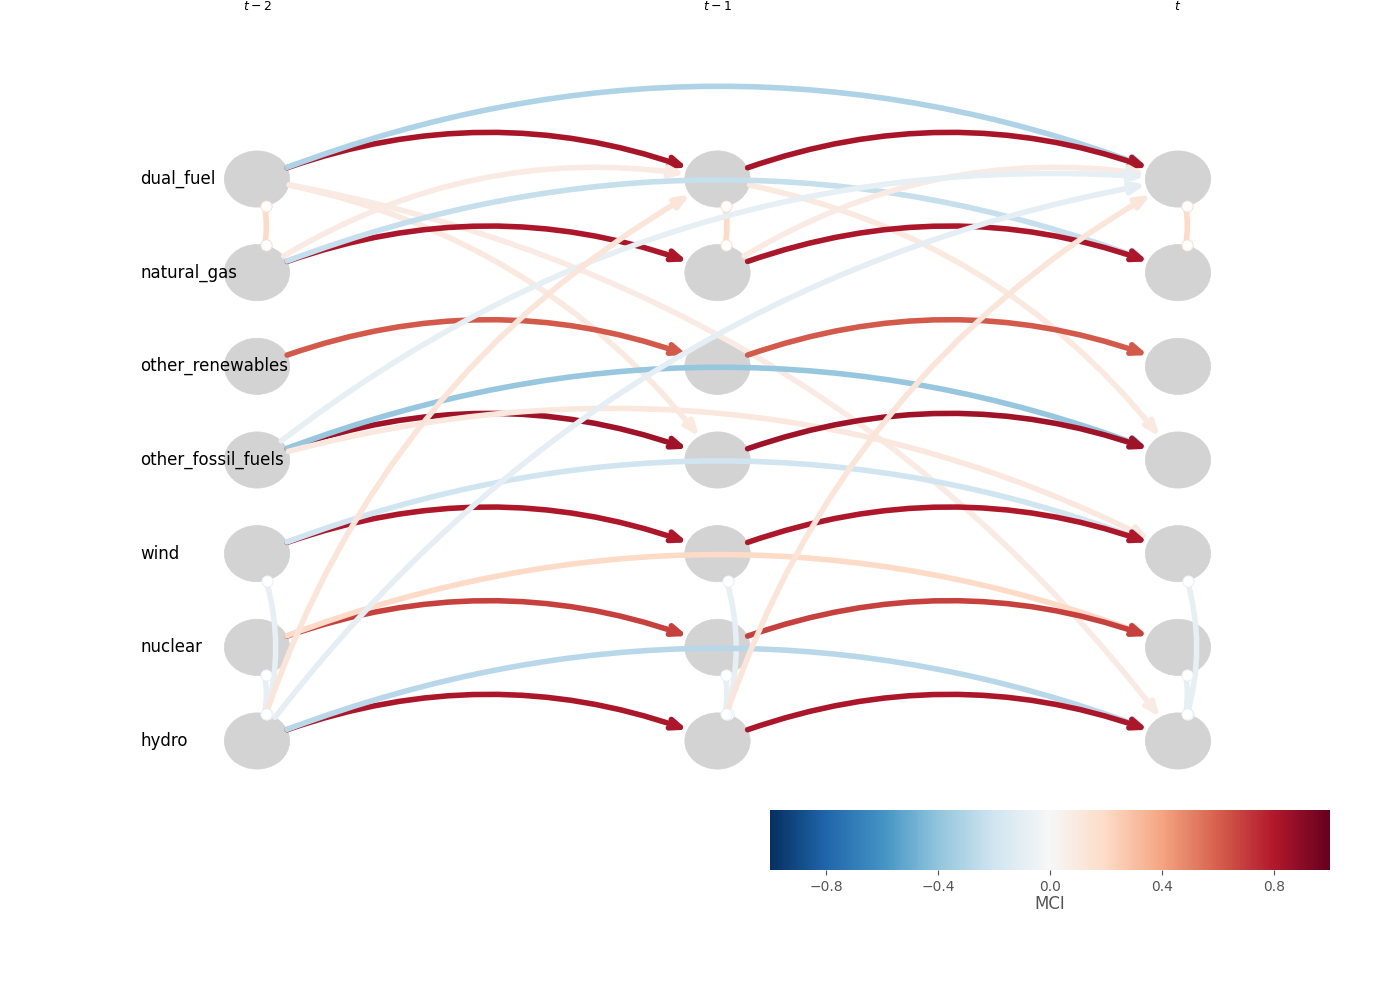 t − 2 t − 1 t
dual_fuel
natural_gas
other_renewables
other_fossil_fuels
wind
nuclear
hydro
−0.8 −0.4 0.0 0.4 0.8
MCI